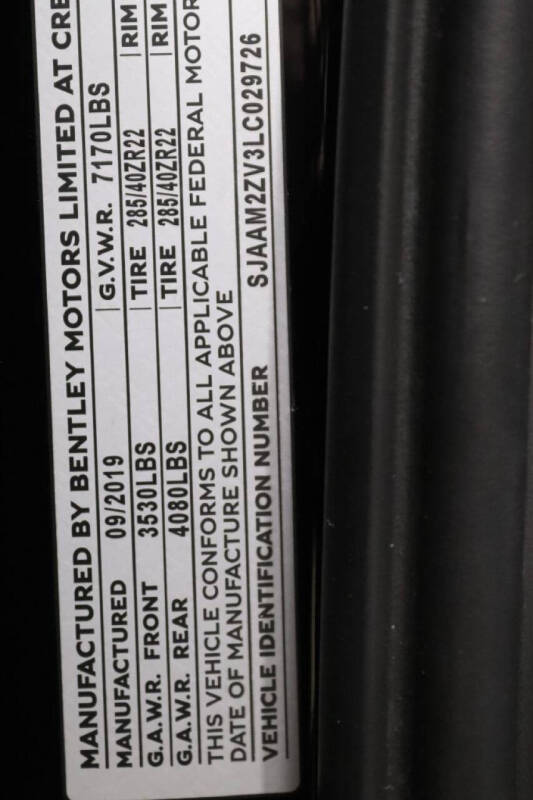 MANUFACTURED BY BENTLEY MOTORS LIMITED AT CRE
MANUFACTURED 09/2019 G.V.W.R. 7170LBS
G.A.W.R. FRONT 3530LBS TIRE 285/40ZR22 RIM
G.A.W.R. REAR 4080LBS TIRE 285/40ZR22 RIM
THIS VEHICLE CONFORMS TO ALL APPLICABLE FEDERAL MOTOR
DATE OF MANUFACTURE SHOWN ABOVE
VEHICLE IDENTIFICATION NUMBER SJAAM2ZV3LC029726